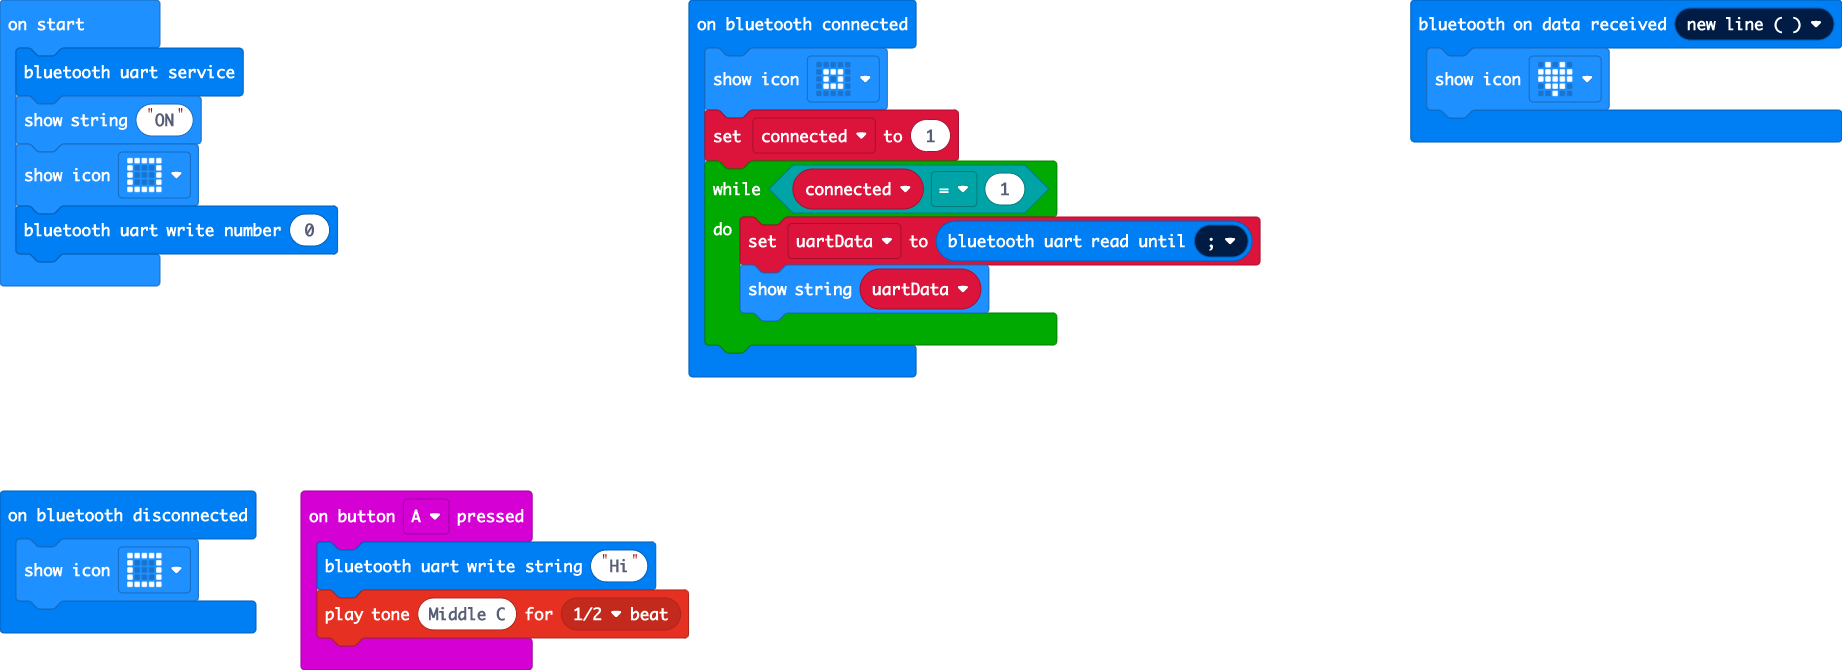 on start
bluetooth uart service
show string "ON"
show icon
bluetooth uart write number 0
on bluetooth connected
show icon
set connected to 1
while connected = 1
do set uartData to bluetooth uart read until ;
show string uartData
bluetooth on data received new line ( )
show icon
on bluetooth disconnected
show icon
on button A pressed
bluetooth uart write string "Hi"
play tone Middle C for 1/2 beat